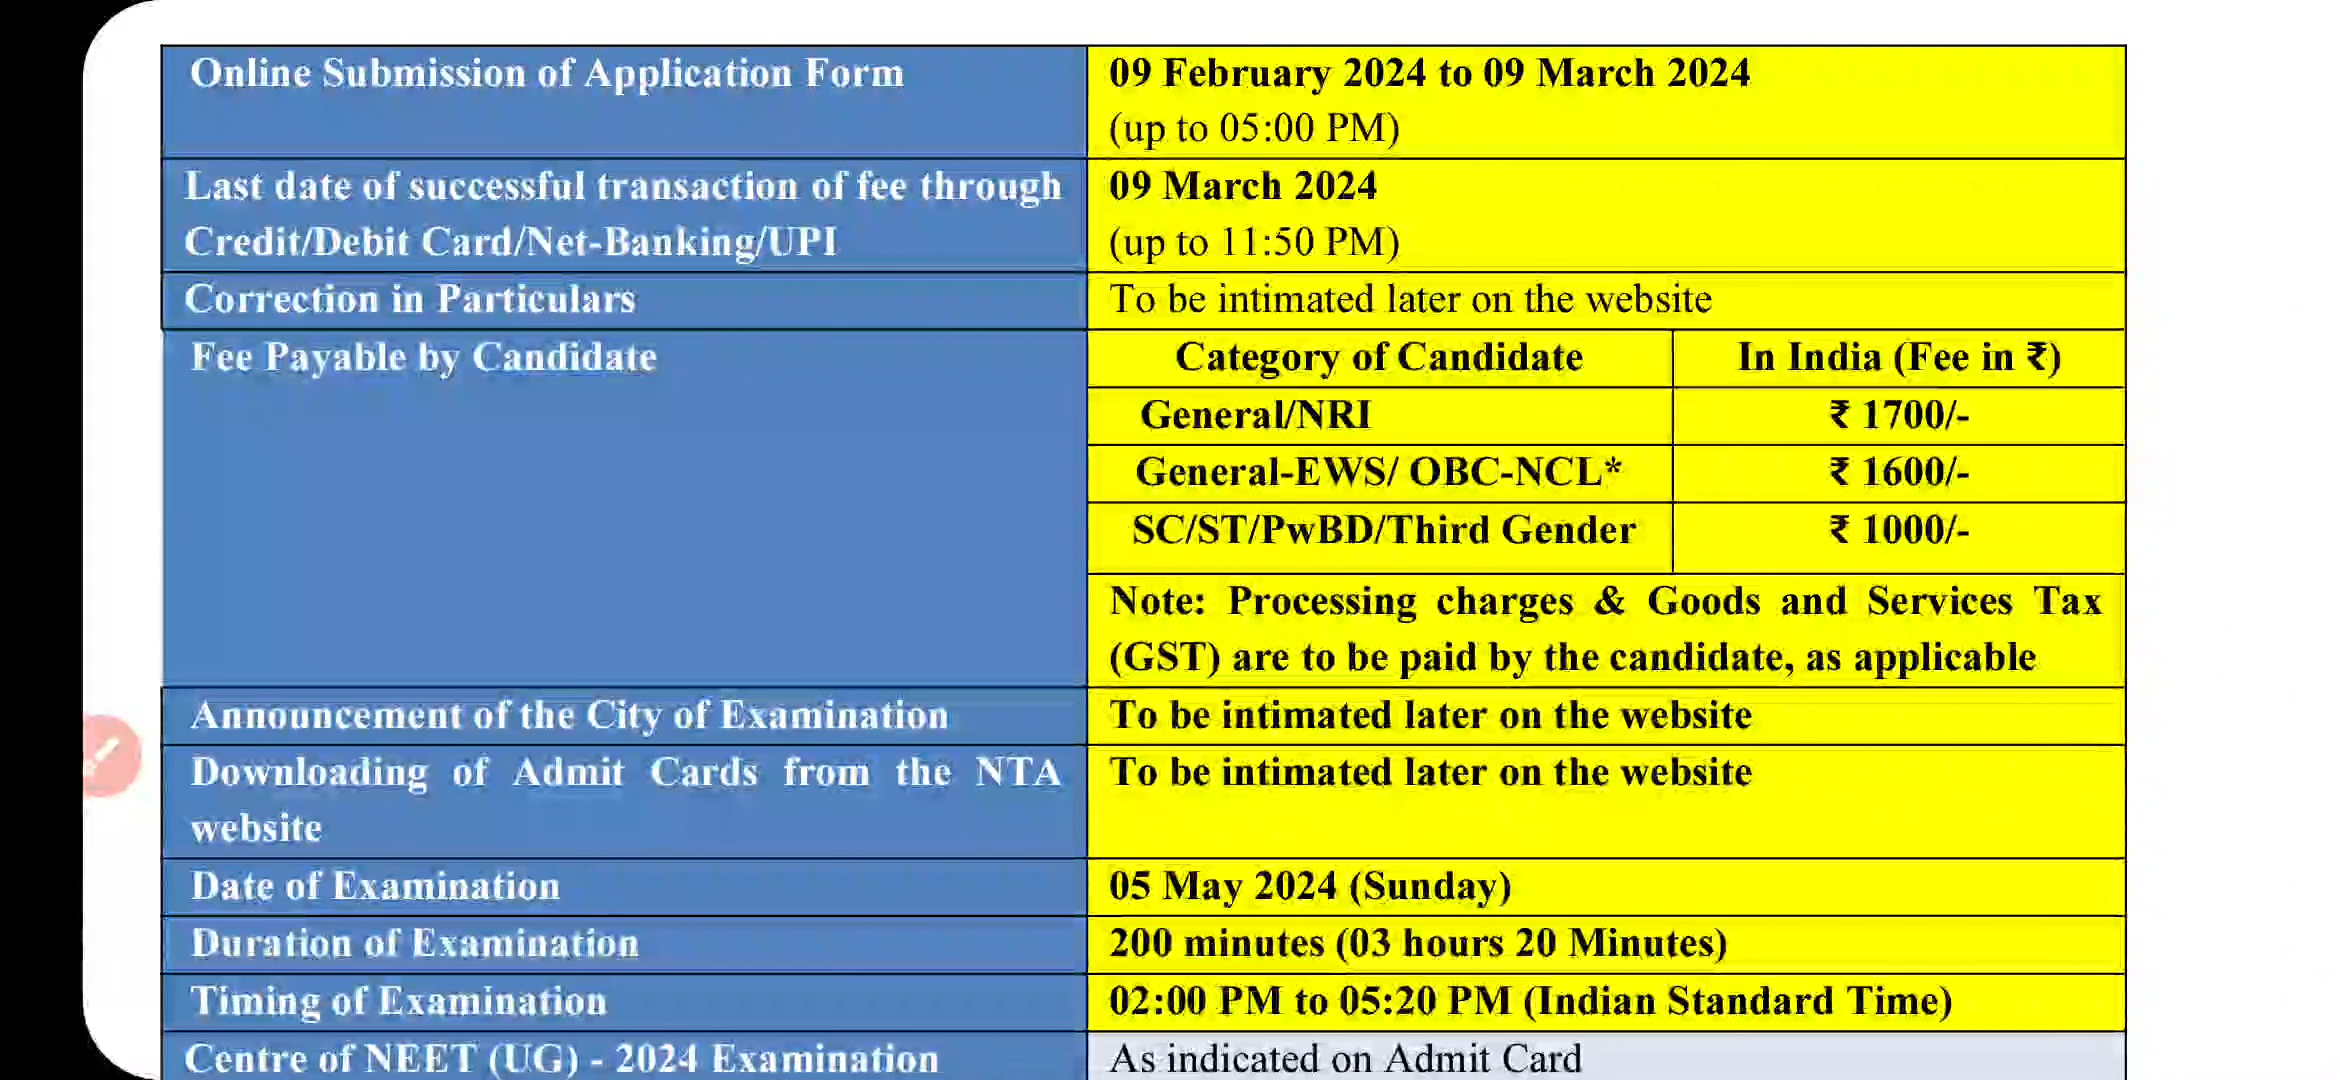 Online Submission of Application Form
09 February 2024 to 09 March 2024
(up to 05:00 PM)
Last date of successful transaction of fee through
Credit/Debit Card/Net-Banking/UPI
09 March 2024
(up to 11:50 PM)
Correction in Particulars
To be intimated later on the website
Fee Payable by Candidate
Category of Candidate
In India (Fee in ₹)
General/NRI
₹ 1700/-
General-EWS/ OBC-NCL*
₹ 1600/-
SC/ST/PwBD/Third Gender
₹ 1000/-
Note: Processing charges & Goods and Services Tax
(GST) are to be paid by the candidate, as applicable
Announcement of the City of Examination
To be intimated later on the website
Downloading of Admit Cards from the NTA
website
To be intimated later on the website
Date of Examination
05 May 2024 (Sunday)
Duration of Examination
200 minutes (03 hours 20 Minutes)
Timing of Examination
02:00 PM to 05:20 PM (Indian Standard Time)
Centre of NEET (UG) - 2024 Examination
As indicated on Admit Card